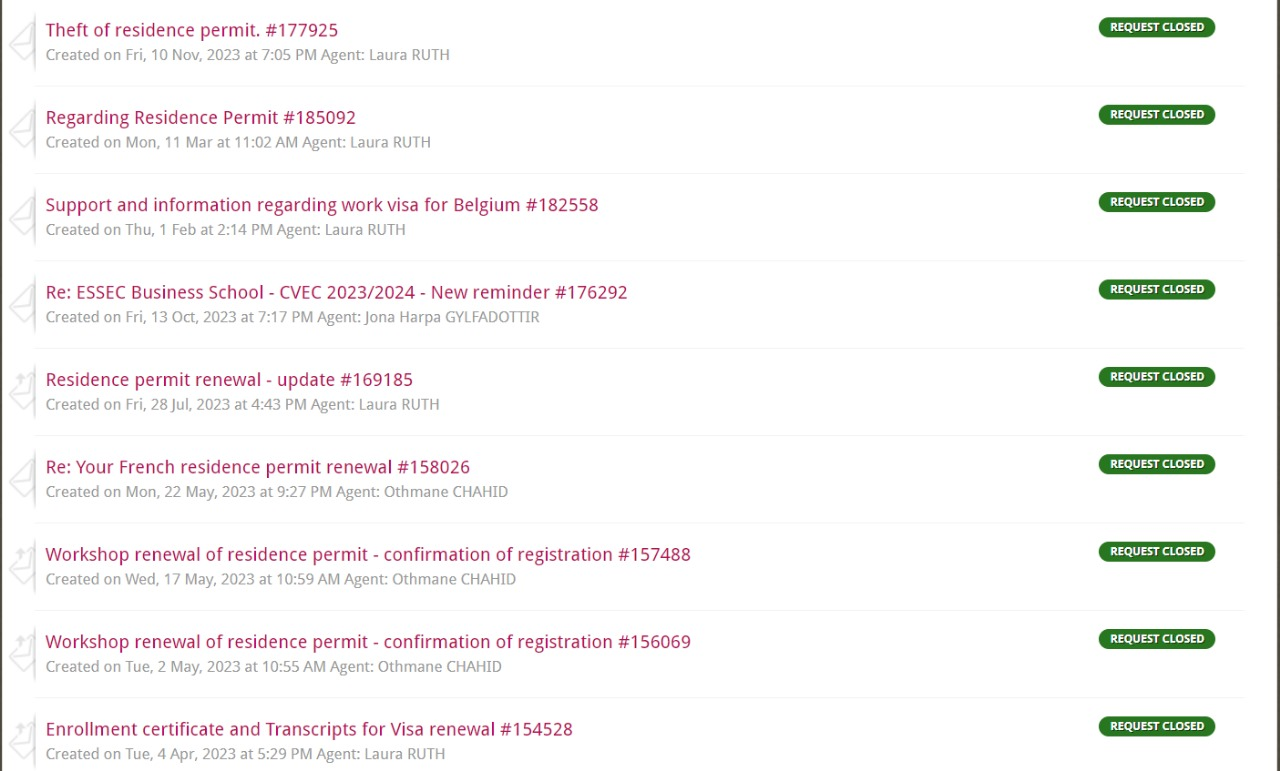 Theft of residence permit. #177925
REQUEST CLOSED
Created on Fri, 10 Nov, 2023 at 7:05 PM Agent: Laura RUTH
Regarding Residence Permit #185092
REQUEST CLOSED
Created on Mon, 11 Mar at 11:02 AM Agent: Laura RUTH
Support and information regarding work visa for Belgium #182558
REQUEST CLOSED
Created on Thu, 1 Feb at 2:14 PM Agent: Laura RUTH
Re: ESSEC Business School - CVEC 2023/2024 - New reminder #176292
REQUEST CLOSED
Created on Fri, 13 Oct, 2023 at 7:17 PM Agent: Jona Harpa GYLFADOTTIR
Residence permit renewal - update #169185
REQUEST CLOSED
Created on Fri, 28 Jul, 2023 at 4:43 PM Agent: Laura RUTH
Re: Your French residence permit renewal #158026
REQUEST CLOSED
Created on Mon, 22 May, 2023 at 9:27 PM Agent: Othmane CHAHID
Workshop renewal of residence permit - confirmation of registration #157488
REQUEST CLOSED
Created on Wed, 17 May, 2023 at 10:59 AM Agent: Othmane CHAHID
Workshop renewal of residence permit - confirmation of registration #156069
REQUEST CLOSED
Created on Tue, 2 May, 2023 at 10:55 AM Agent: Othmane CHAHID
Enrollment certificate and Transcripts for Visa renewal #154528
REQUEST CLOSED
Created on Tue, 4 Apr, 2023 at 5:29 PM Agent: Laura RUTH